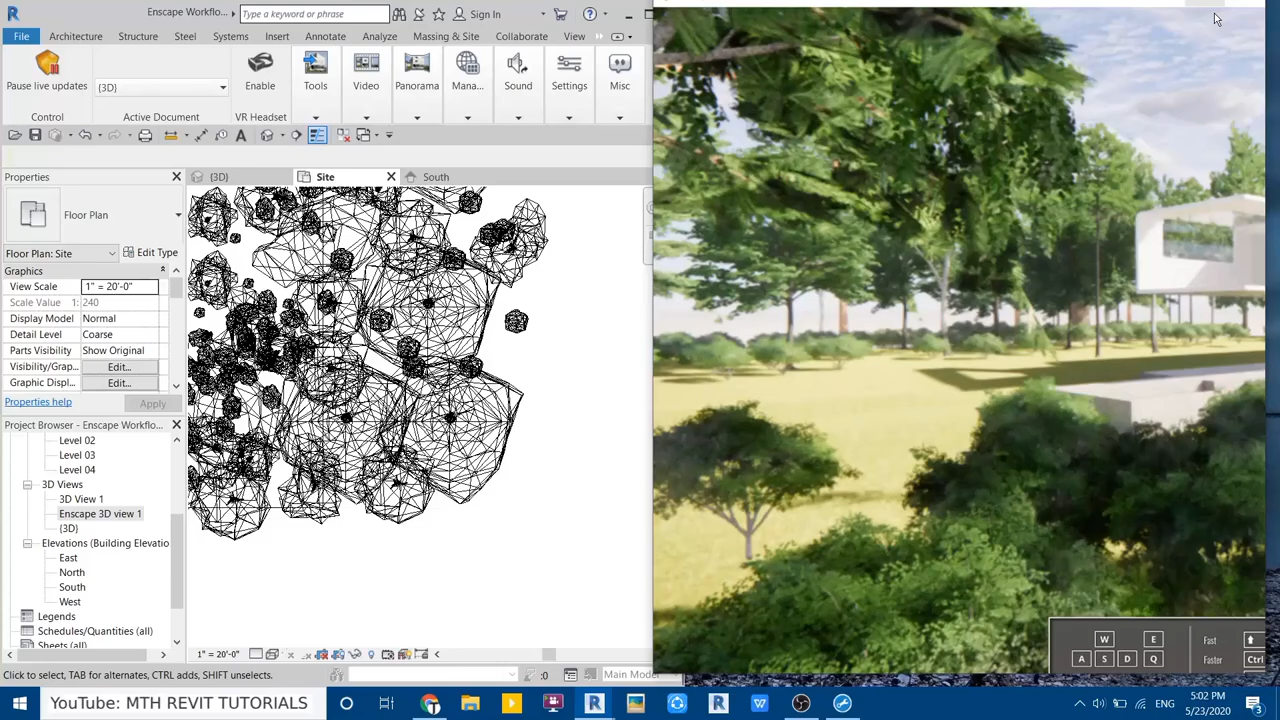 Enscape Workflo...
Type a keyword or phrase
Sign In
File
Architecture
Structure
Steel
Systems
Insert
Annotate
Analyze
Massing & Site
Collaborate
View
Pause live updates
{3D}
Enable
Tools
Video
Panorama
Mana...
Sound
Settings
Misc
Control
Active Document
VR Headset
Properties
{3D}
Site
South
Floor Plan
Floor Plan: Site
Edit Type
Graphics
View Scale
1" = 20'-0"
Scale Value 1:
240
Display Model
Normal
Detail Level
Coarse
Parts Visibility
Show Original
Visibility/Grap...
Edit...
Graphic Displ...
Edit...
Properties help
Apply
Project Browser - Enscape Workflo...
Level 02
Level 03
Level 04
3D Views
3D View 1
Enscape 3D view 1
{3D}
Elevations (Building Elevatio
East
North
South
West
Legends
Schedules/Quantities (all)
Sheets (all)
1" = 20'-0"
Click to select, TAB for alternates, CTRL adds, SHIFT unselects.
:0
Main Model
W
E
A
S
D
Q
Fast
Faster
Ctrl
YouTube: MTH REVIT TUTORIALS
ENG
5:02 PM
5/23/2020
3